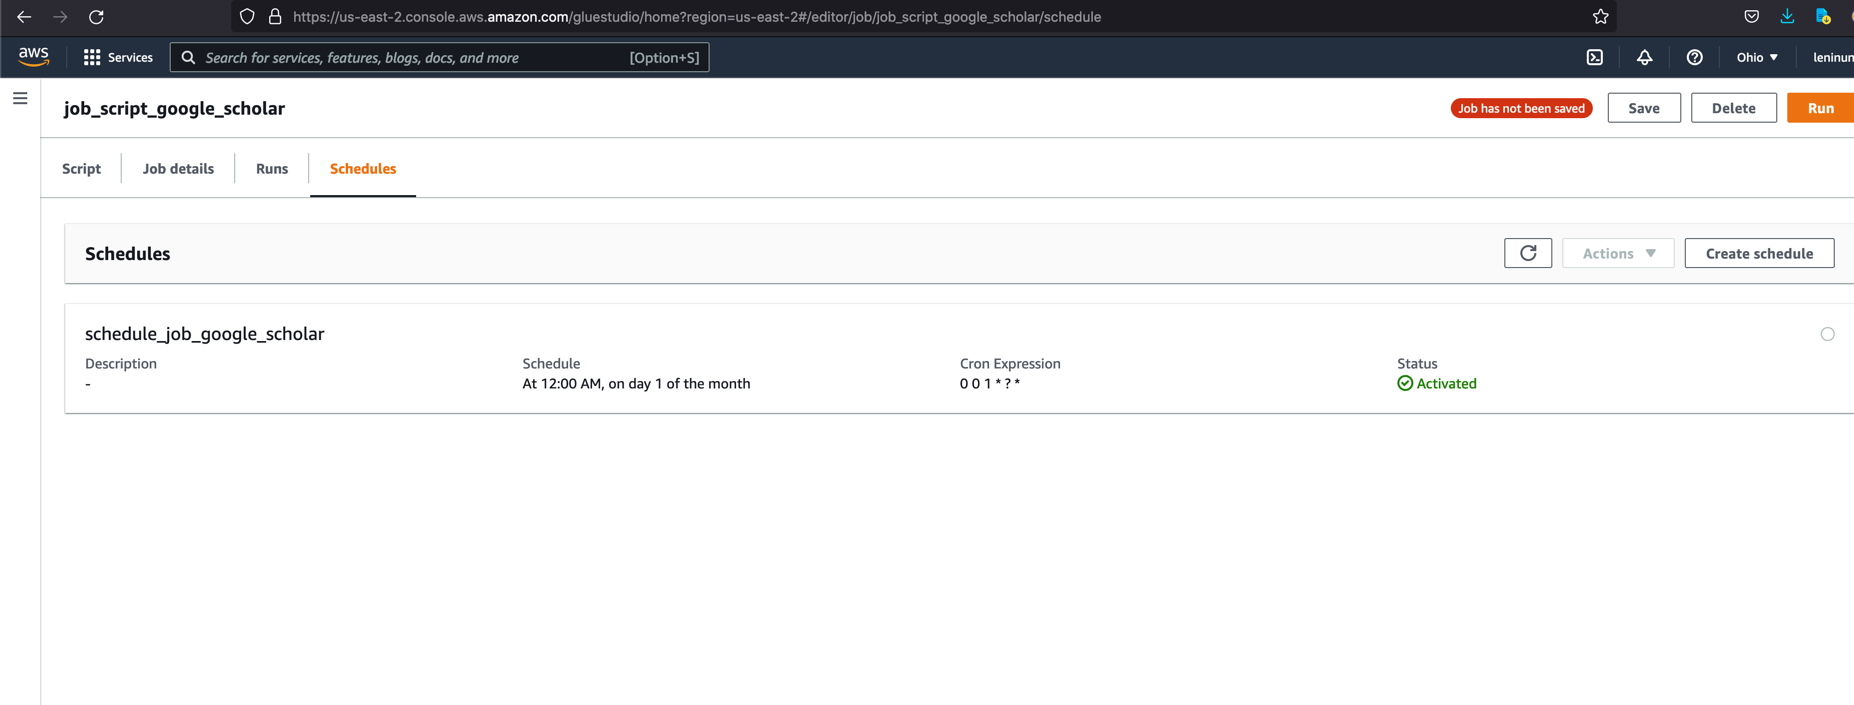 https://us-east-2.console.aws.amazon.com/gluestudio/home?region=us-east-2#/editor/job/job_script_google_scholar/schedule
aws Services Search for services, features, blogs, docs, and more [Option+S] Ohio leninun
job_script_google_scholar Job has not been saved Save Delete Run
Script Job details Runs Schedules
Schedules Actions Create schedule
schedule_job_google_scholar
Description Schedule Cron Expression Status
- At 12:00 AM, on day 1 of the month 0 0 1 * ? * Activated